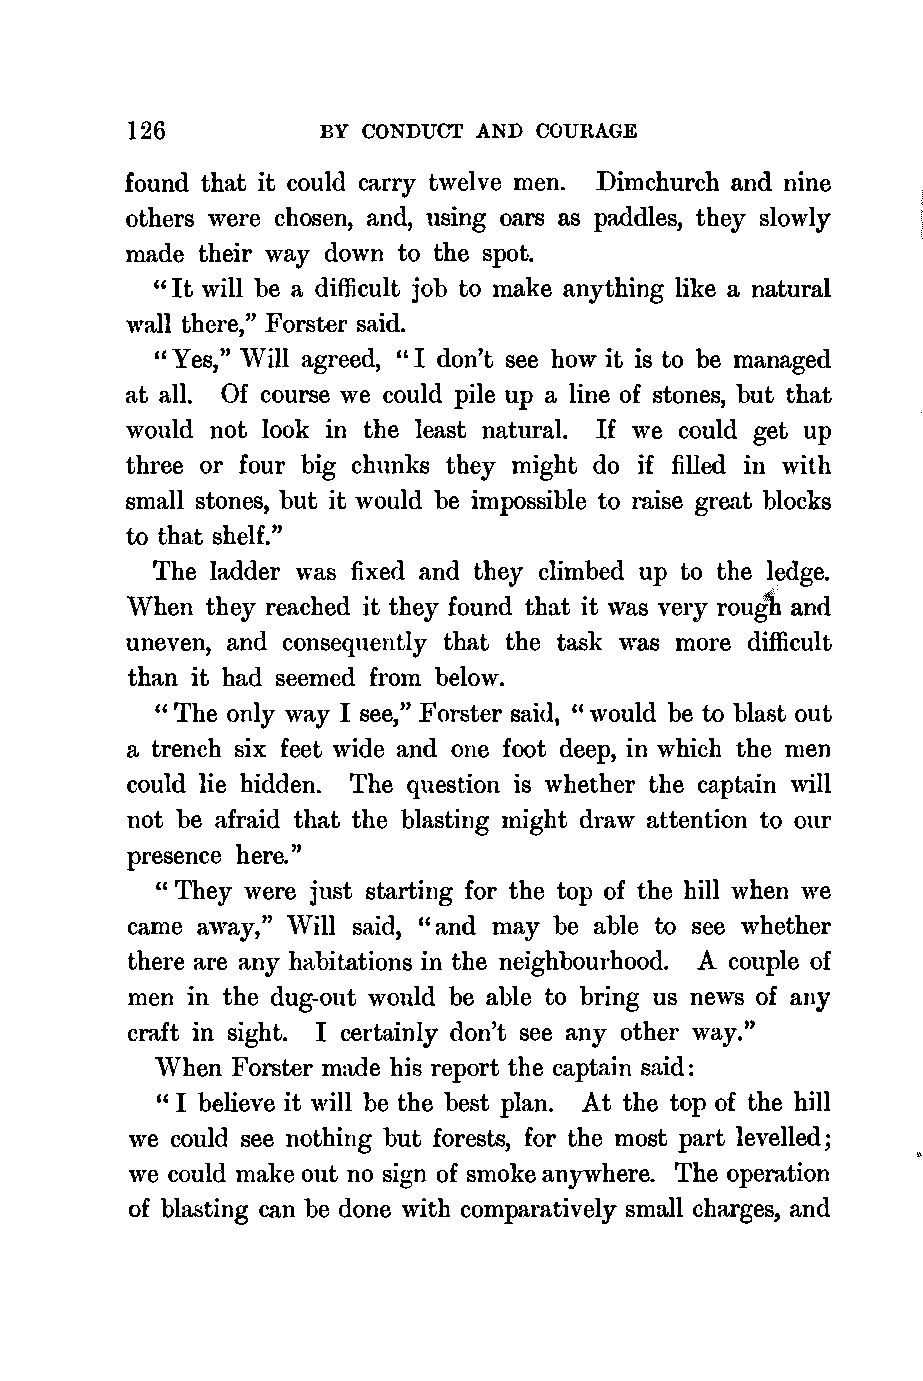 126 BY CONDUCT AND COURAGE
found that it could carry twelve men. Dimchurch and nine
others were chosen, and, using oars as paddles, they slowly
made their way down to the spot.
“It will be a difficult job to make anything like a natural
wall there,” Forster said.
“Yes,” Will agreed, “I don’t see how it is to be managed
at all. Of course we could pile up a line of stones, but that
would not look in the least natural. If we could get up
three or four big chunks they might do if filled in with
small stones, but it would be impossible to raise great blocks
to that shelf.”
The ladder was fixed and they climbed up to the ledge.
When they reached it they found that it was very rough and
uneven, and consequently that the task was more difficult
than it had seemed from below.
“The only way I see,” Forster said, “would be to blast out
a trench six feet wide and one foot deep, in which the men
could lie hidden. The question is whether the captain will
not be afraid that the blasting might draw attention to our
presence here.”
“They were just starting for the top of the hill when we
came away,” Will said, “and may be able to see whether
there are any habitations in the neighbourhood. A couple of
men in the dug-out would be able to bring us news of any
craft in sight. I certainly don’t see any other way.”
When Forster made his report the captain said:
“I believe it will be the best plan. At the top of the hill
we could see nothing but forests, for the most part levelled;
we could make out no sign of smoke anywhere. The operation
of blasting can be done with comparatively small charges, and